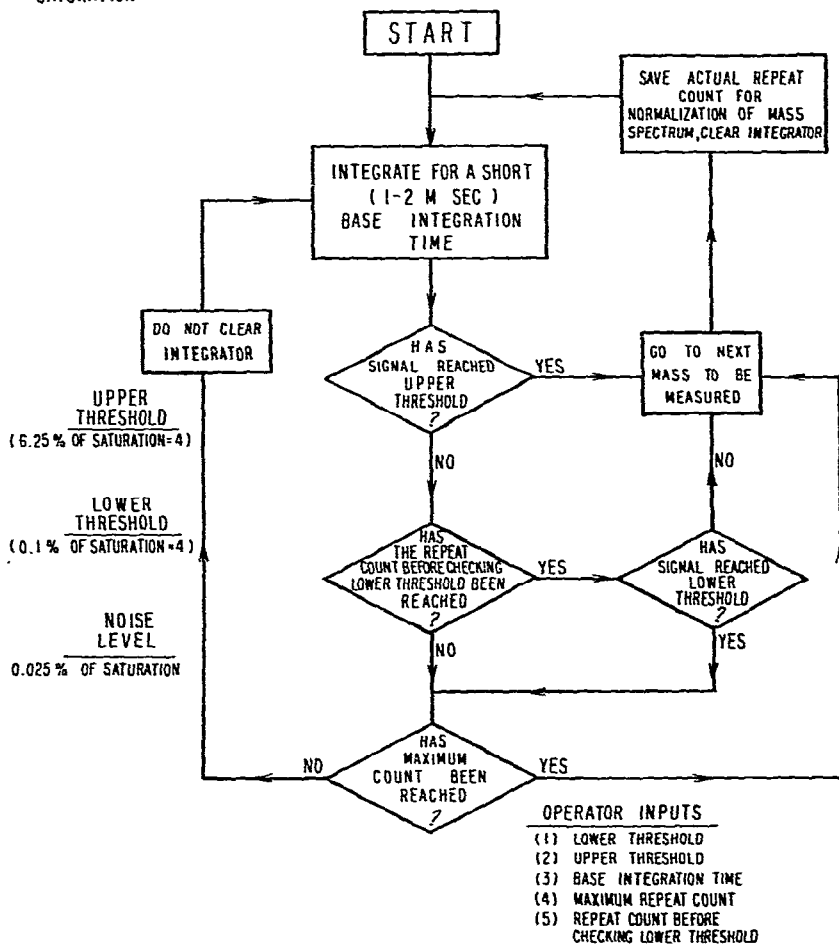 START
SAVE ACTUAL REPEAT
COUNT FOR
NORMALIZATION OF MASS
SPECTRUM, CLEAR INTEGRATOR
INTEGRATE FOR A SHORT
(1-2 M SEC)
BASE INTEGRATION
TIME
DO NOT CLEAR
INTEGRATOR
HAS
SIGNAL REACHED
UPPER
THRESHOLD
?
YES
GO TO NEXT
MASS TO BE
MEASURED
UPPER
THRESHOLD
(6.25% OF SATURATION=4)
NO
NO
LOWER
THRESHOLD
(0.1% OF SATURATION=4)
HAS
THE REPEAT
COUNT BEFORE CHECKING
LOWER THRESHOLD BEEN
REACHED
?
YES
HAS
SIGNAL REACHED
LOWER
THRESHOLD
?
NOISE
LEVEL
0.025% OF SATURATION
NO
YES
HAS
MAXIMUM
COUNT BEEN
REACHED
?
NO
YES
OPERATOR INPUTS
(1) LOWER THRESHOLD
(2) UPPER THRESHOLD
(3) BASE INTEGRATION TIME
(4) MAXIMUM REPEAT COUNT
(5) REPEAT COUNT BEFORE
CHECKING LOWER THRESHOLD